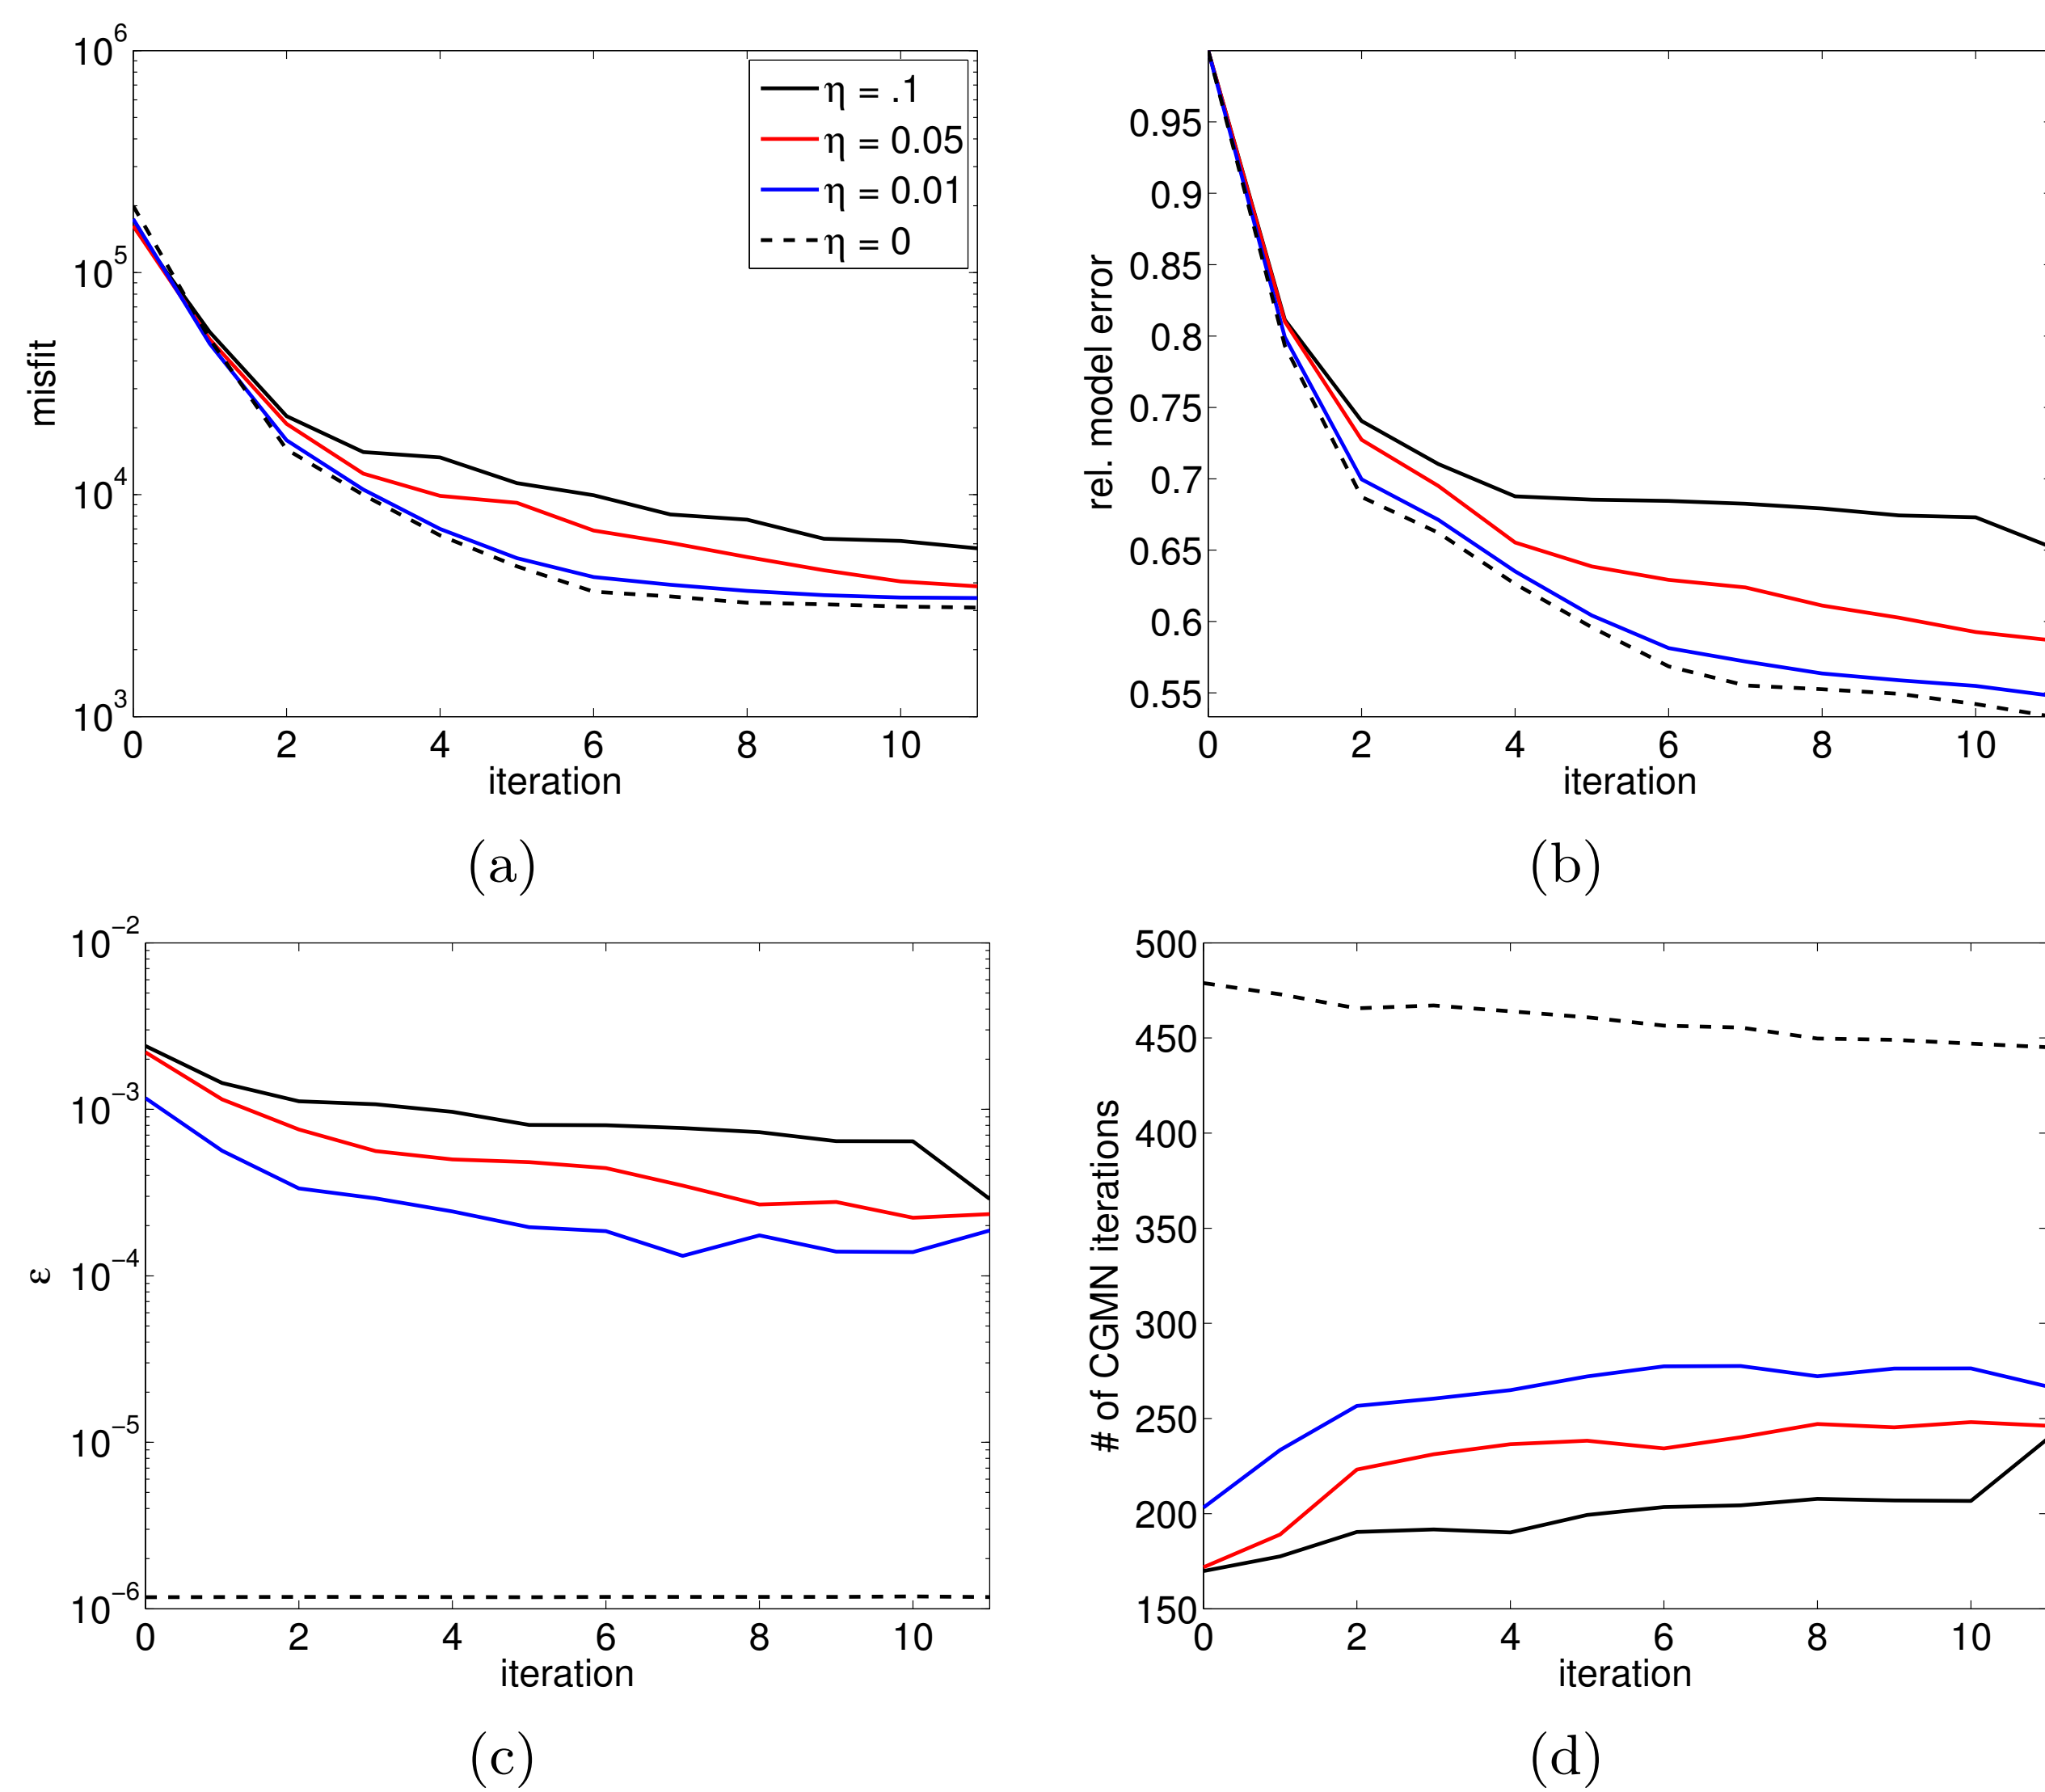 10^6
10^5
10^4
10^3
misfit
0 2 4 6 8 10
iteration
η = .1
η = 0.05
η = 0.01
η = 0
(a)
0.95
0.9
0.85
0.8
0.75
0.7
0.65
0.6
0.55
rel. model error
0 2 4 6 8 10
iteration
(b)
10^−2
10^−3
10^−4
10^−5
10^−6
ε
0 2 4 6 8 10
iteration
(c)
500
450
400
350
300
250
200
150
# of CGMN iterations
0 2 4 6 8 10
iteration
(d)